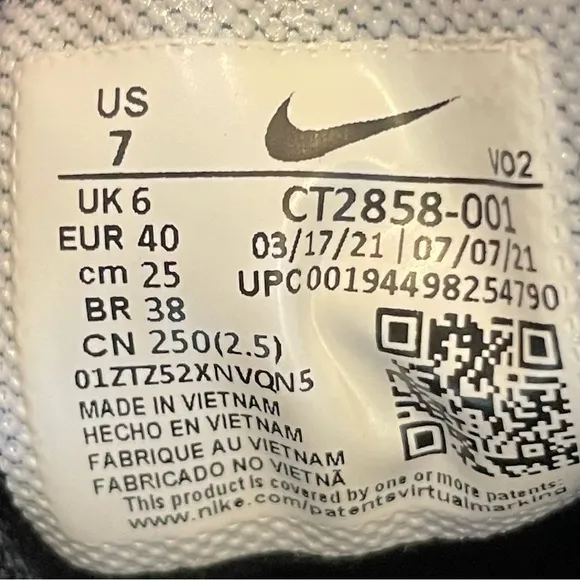 US
7
VO2
UK 6
CT2858-001
EUR 40
03/17/21 | 07/07/21
cm 25
UPC00194498254790
BR 38
CN 250(2.5)
01ZTZ52XNVQN5
MADE IN VIETNAM
HECHO EN VIETNAM
FABRIQUE AU VIETNAM
FABRICADO NO VIETNÃ
This product is covered by one or more patents.
www.nike.com/patentsvirtualmarking